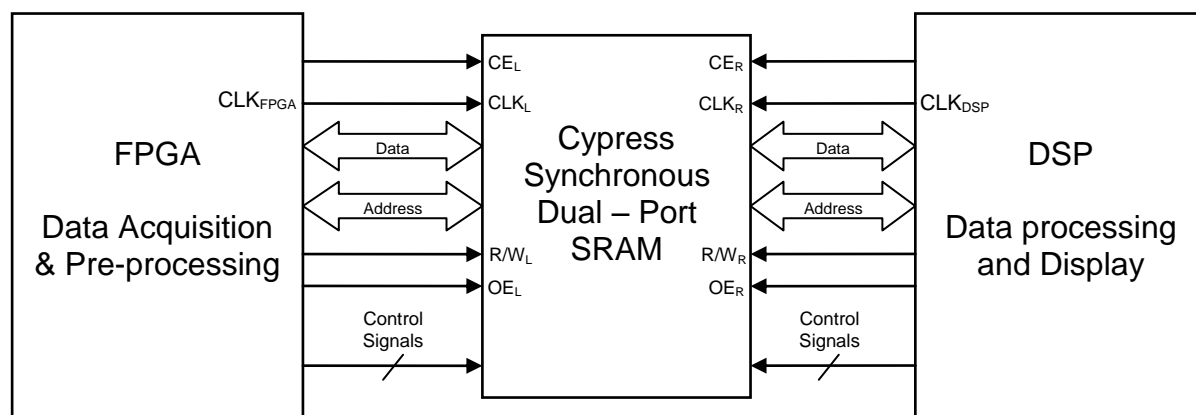 CE_L
CE_R
CLK_FPGA
CLK_L
CLK_R
CLK_DSP
FPGA
Data Acquisition
& Pre-processing
Data
Address
Cypress
Synchronous
Dual – Port
SRAM
Data
Address
DSP
Data processing
and Display
R/W_L
R/W_R
OE_L
OE_R
Control
Signals
Control
Signals